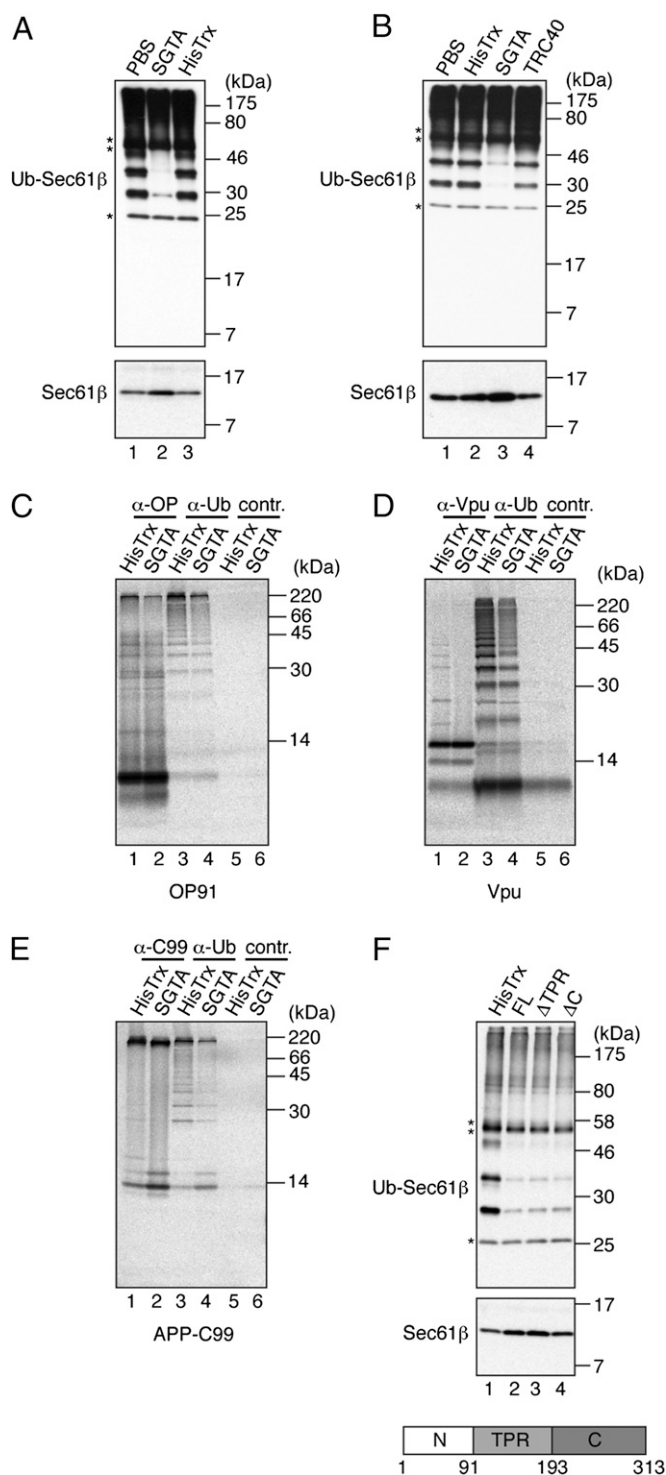 A
PBS
SGTA
HisTrx
(kDa)
175
80
*
*
46
Ub-Sec61β
30
*
25
17
7
Sec61β
17
7
1 2 3
B
PBS
HisTrx
SGTA
TRC40
(kDa)
175
80
*
*
46
Ub-Sec61β
30
*
25
17
7
Sec61β
17
7
1 2 3 4
C
α-OP α-Ub contr.
HisTrx SGTA HisTrx SGTA HisTrx SGTA
(kDa)
220
66
45
30
14
1 2 3 4 5 6
OP91
D
α-Vpu α-Ub contr.
HisTrx SGTA HisTrx SGTA HisTrx SGTA
(kDa)
220
66
45
30
14
1 2 3 4 5 6
Vpu
E
α-C99 α-Ub contr.
HisTrx SGTA HisTrx SGTA HisTrx SGTA
(kDa)
220
66
45
30
14
1 2 3 4 5 6
APP-C99
F
HisTrx
FL
ΔTPR
ΔC
(kDa)
175
80
*
*
58
46
Ub-Sec61β
30
*
25
Sec61β
17
7
1 2 3 4
N TPR C
1 91 193 313